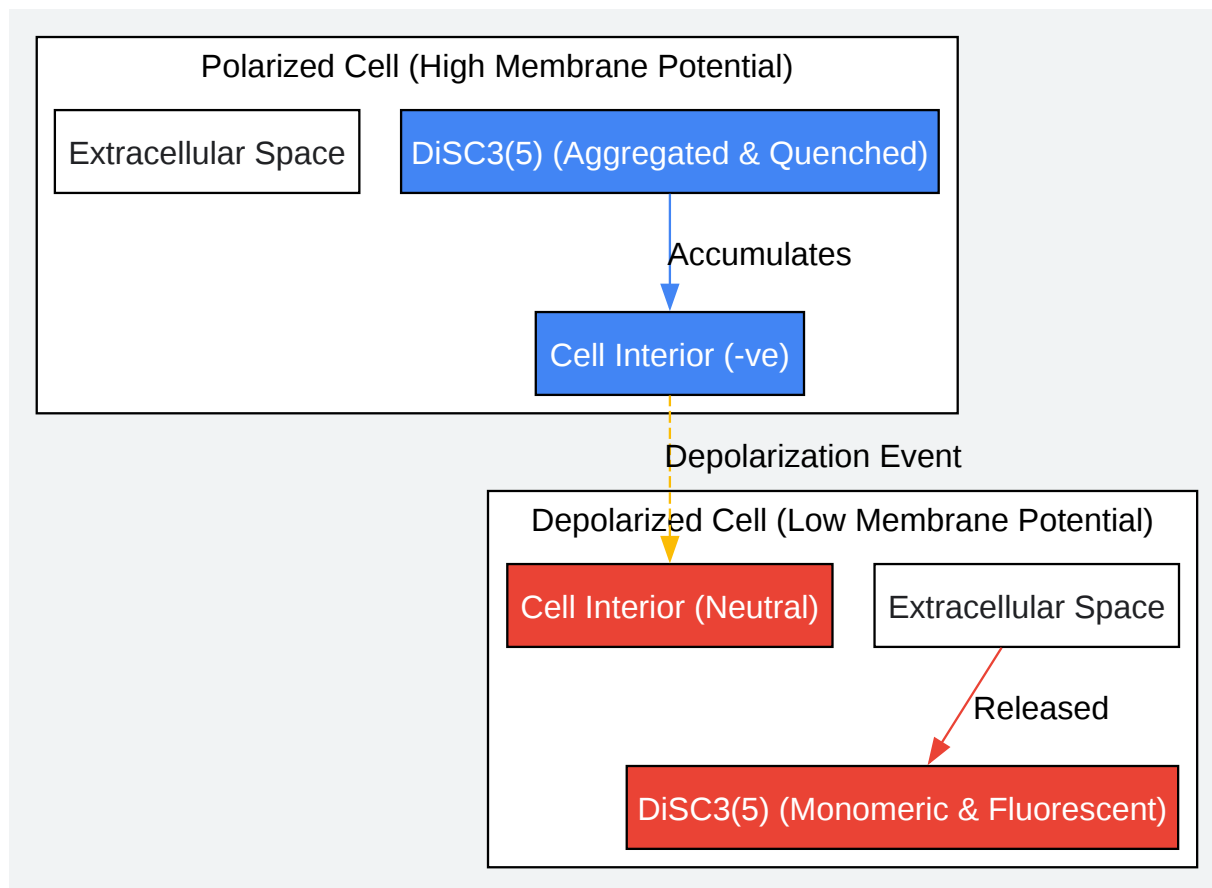 Polarized Cell (High Membrane Potential)
Extracellular Space
DiSC3(5) (Aggregated & Quenched)
Accumulates
Cell Interior (-ve)
Depolarization Event
Depolarized Cell (Low Membrane Potential)
Cell Interior (Neutral)
Extracellular Space
Released
DiSC3(5) (Monomeric & Fluorescent)